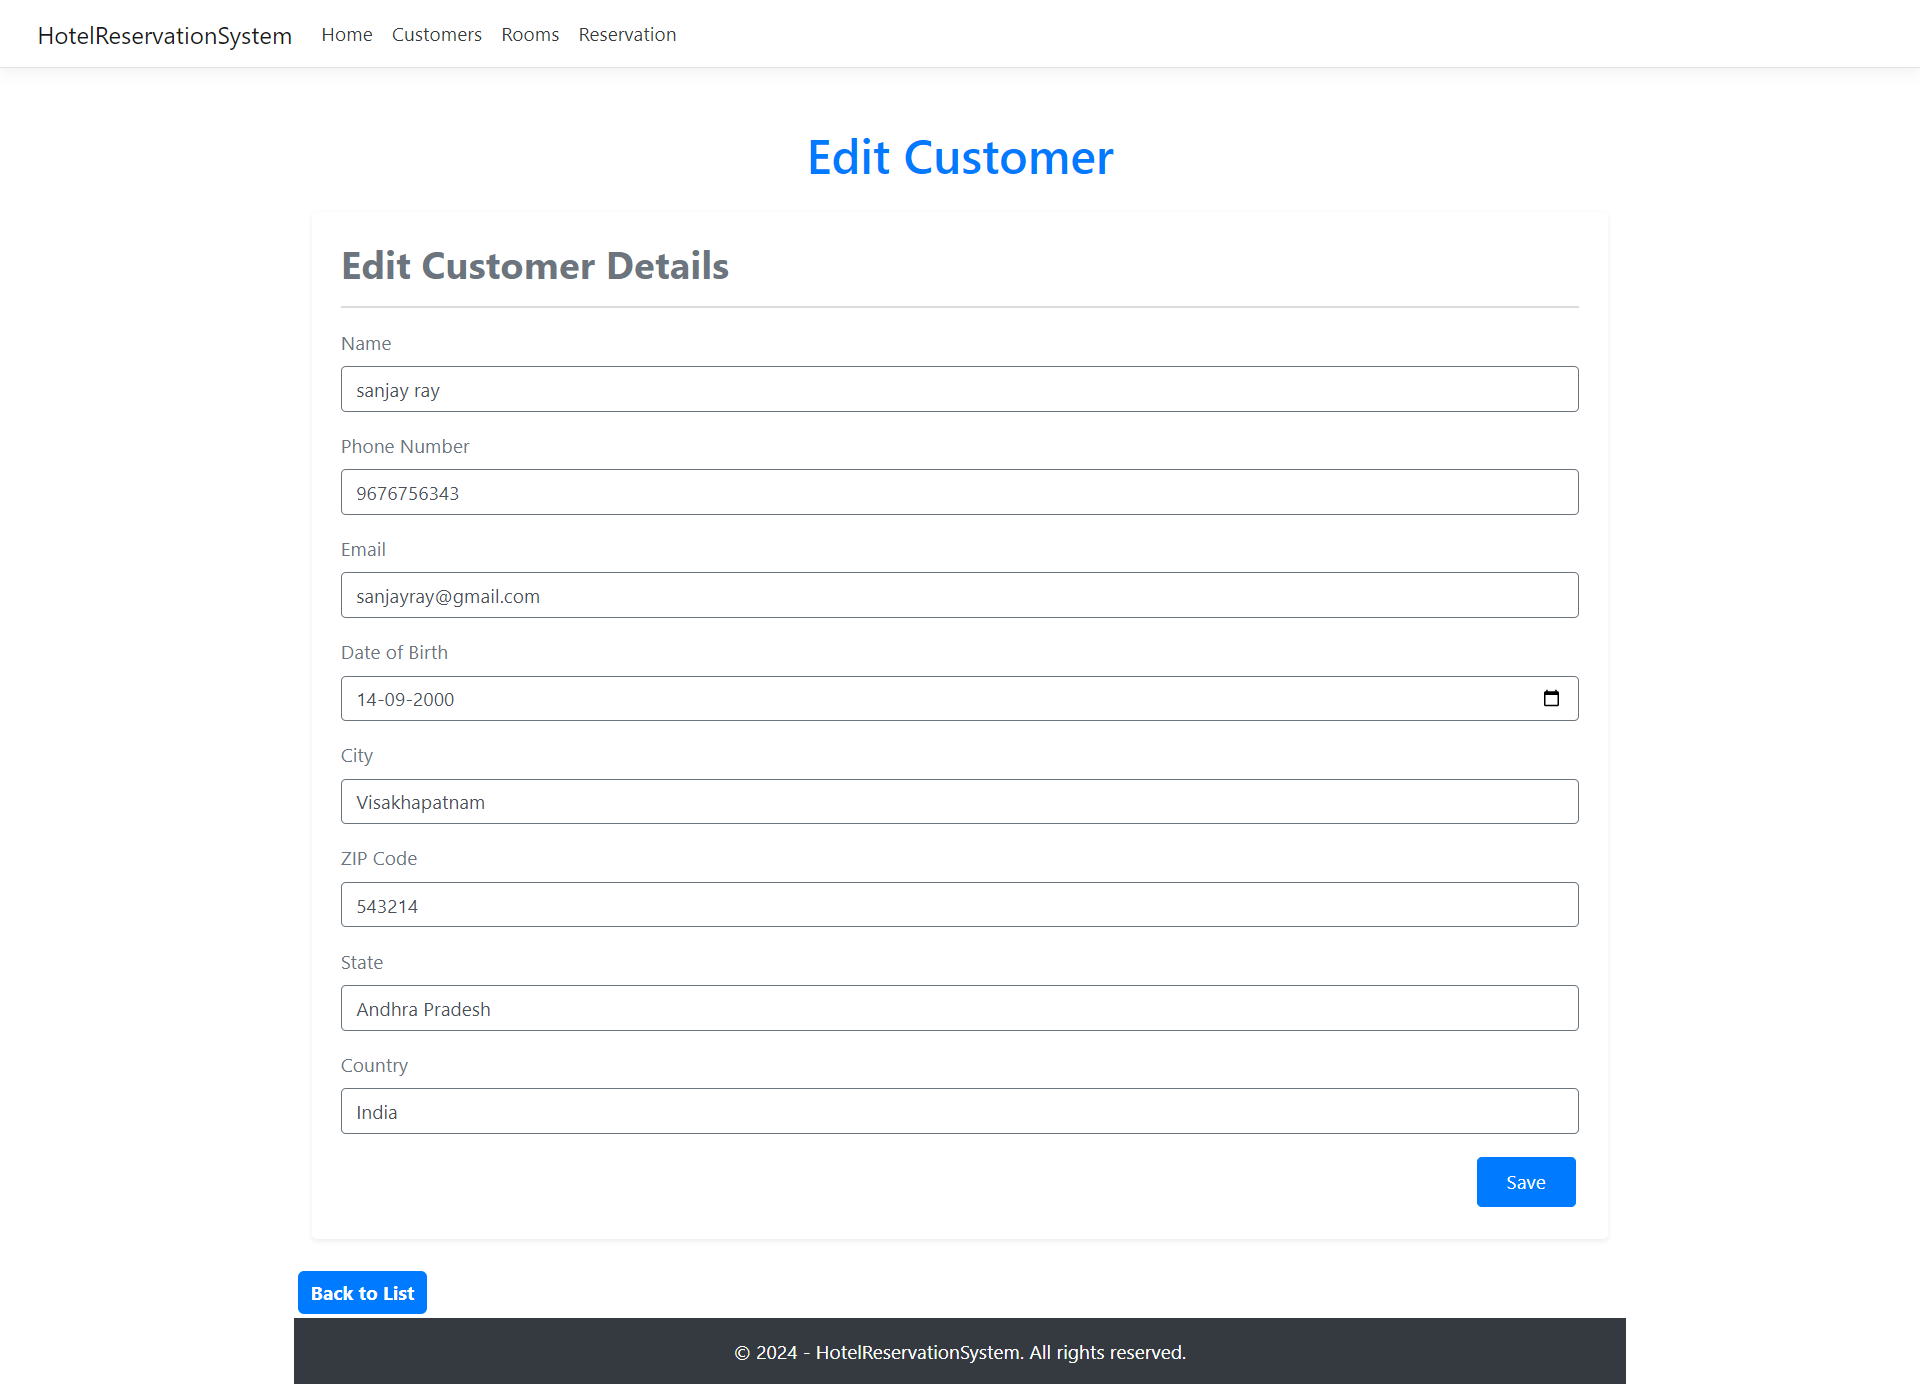 HotelReservationSystem Home Customers Rooms Reservation
Edit Customer
Edit Customer Details
Name
sanjay ray
Phone Number
9676756343
Email
sanjayray@gmail.com
Date of Birth
14-09-2000
City
Visakhapatnam
ZIP Code
543214
State
Andhra Pradesh
Country
India
Save
Back to List
© 2024 - HotelReservationSystem. All rights reserved.